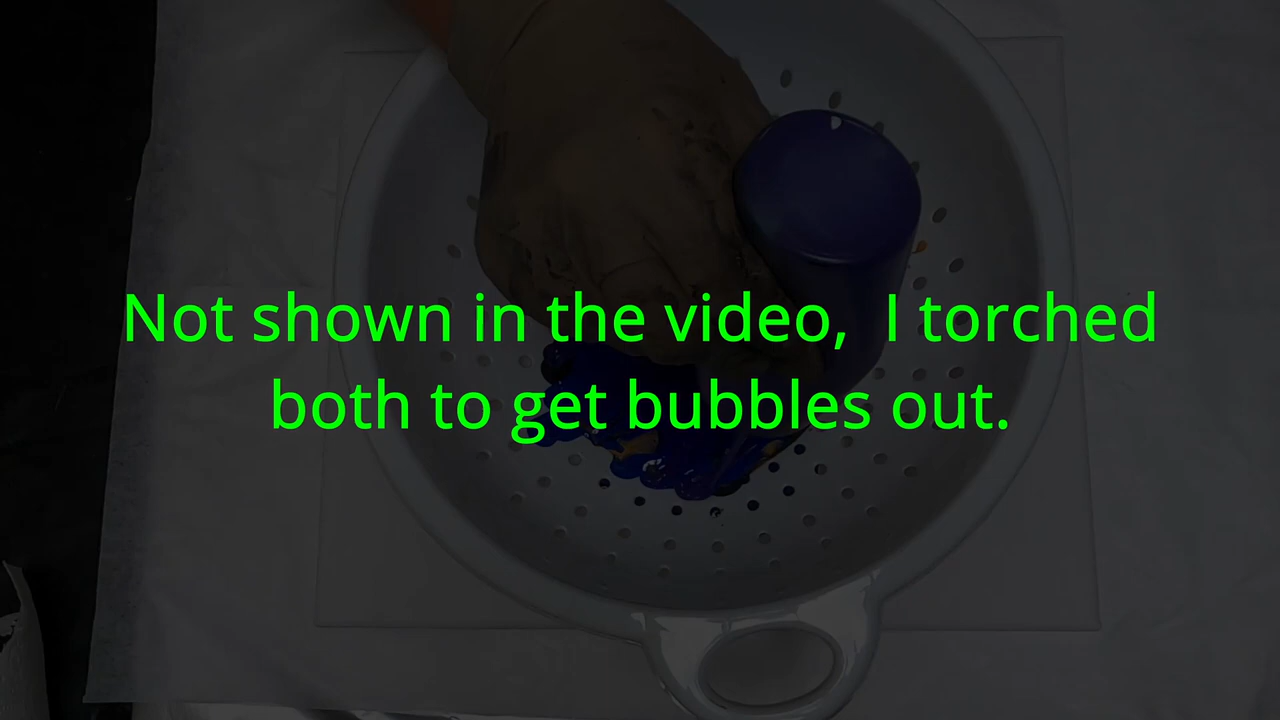 Not shown in the video,  I torched
both to get bubbles out.